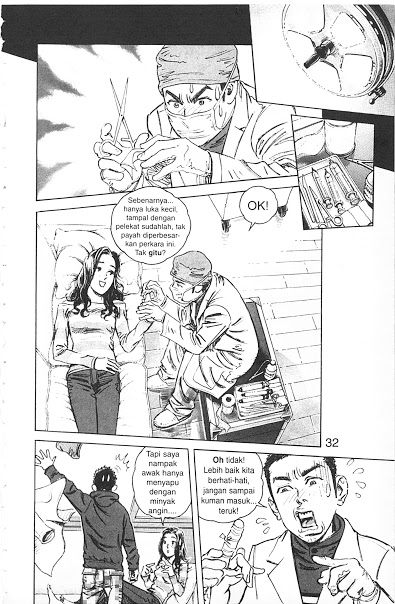 Sebenarnya...
hanya luka kecil,
tampal dengan
pelekat sudahlah, tak
payah diperbesar-
kan perkara ini.
Tak gitu?
OK!
32
Tapi saya
nampak
awak hanya
menyapu
dengan
minyak
angin....
Oh tidak!
Lebih baik kita
berhati-hati,
jangan sampai
kuman masuk...
teruk!